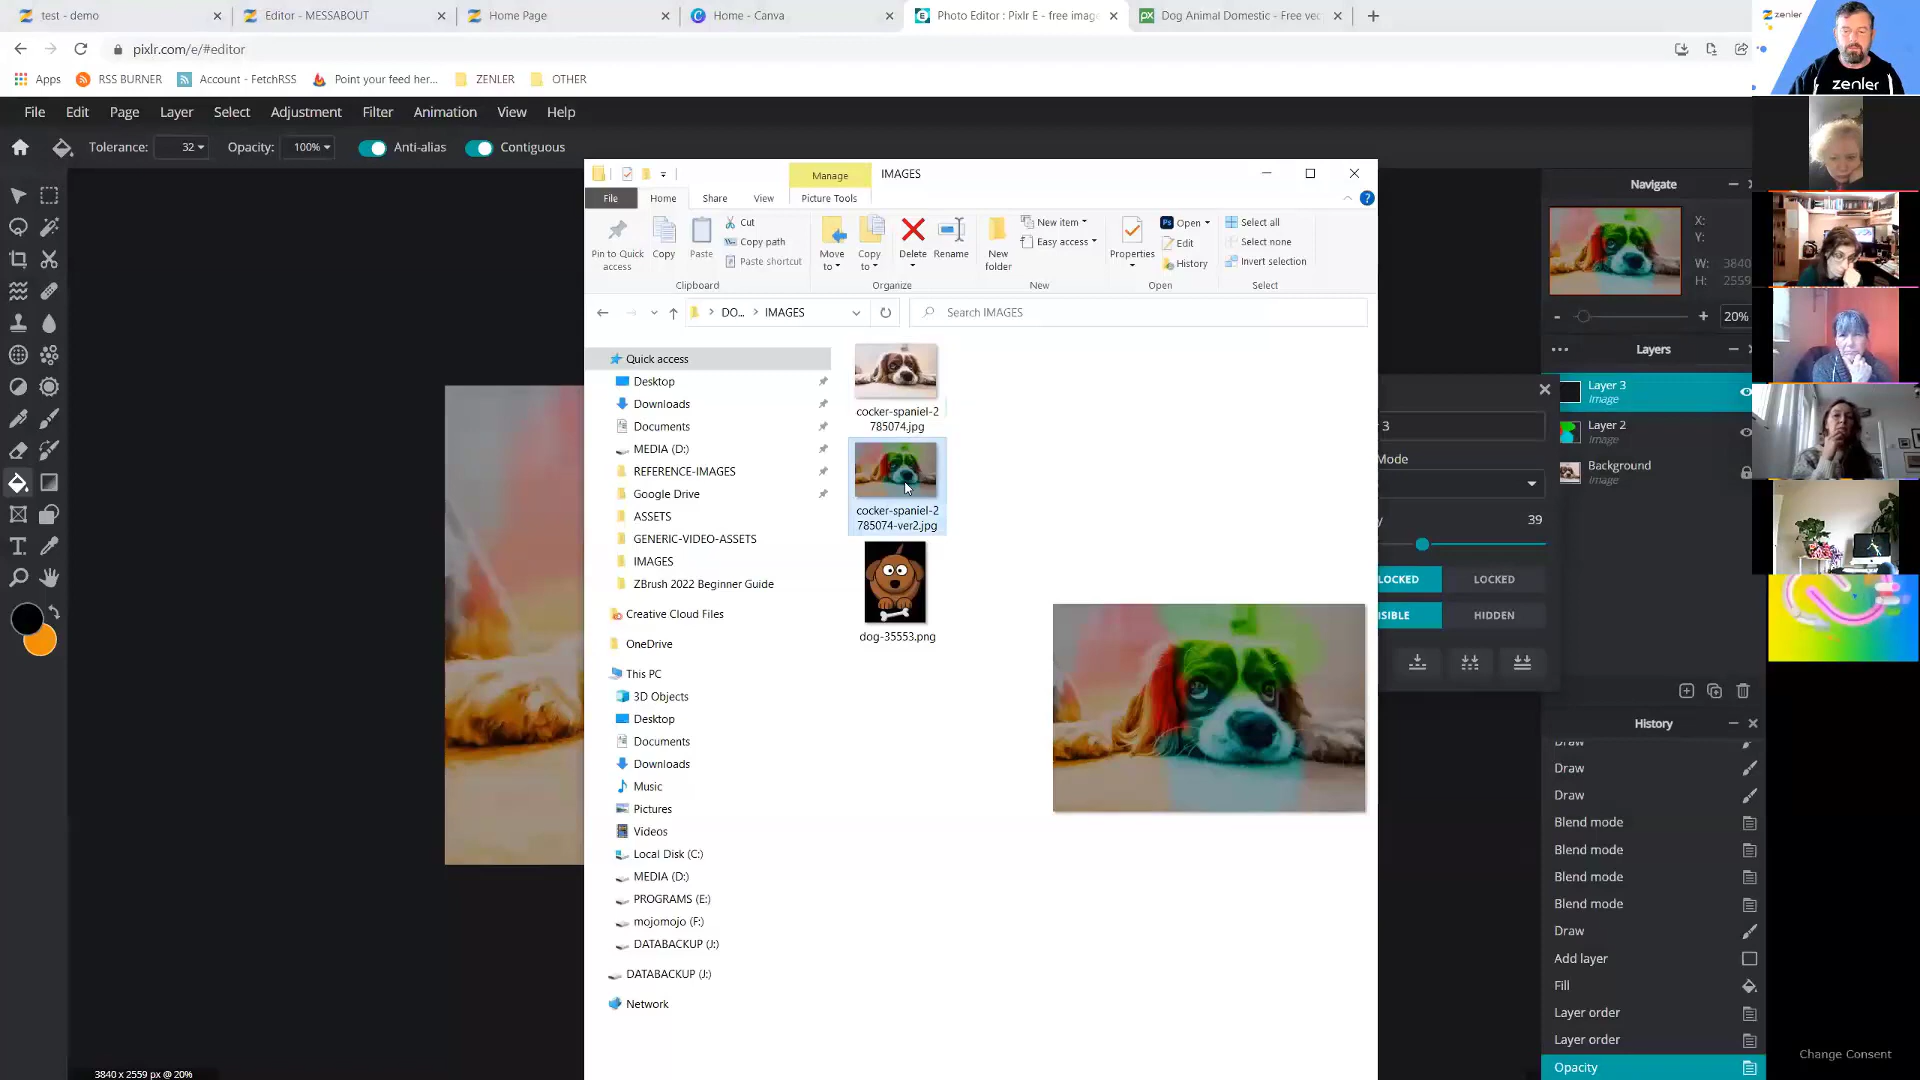 test - demo
Editor - MESSABOUT
Home Page
Home - Canva
Photo Editor : Pixlr E - free imag
Dog Animal Domestic - Free vec
pixlr.com/e/#editor
Apps
RSS BURNER
Account - FetchRSS
Point your feed her...
ZENLER
OTHER
File Edit Page Layer Select Adjustment Filter Animation View Help
Tolerance: 32 Opacity: 100% Anti-alias Contiguous
Manage IMAGES
File Home Share View Picture Tools
Pin to Quick access
Copy
Paste
Cut
Copy path
Paste shortcut
Clipboard
Move to
Copy to
Delete
Rename
Organize
New folder
New item
Easy access
New
Properties
Open
Edit
History
Open
Select all
Select none
Invert selection
Select
DO... IMAGES
Search IMAGES
Quick access
Desktop
Downloads
Documents
MEDIA (D:)
REFERENCE-IMAGES
Google Drive
ASSETS
GENERIC-VIDEO-ASSETS
IMAGES
ZBrush 2022 Beginner Guide
Creative Cloud Files
OneDrive
This PC
3D Objects
Desktop
Documents
Downloads
Music
Pictures
Videos
Local Disk (C:)
MEDIA (D:)
PROGRAMS (E:)
mojomojo (F:)
DATABACKUP (J:)
DATABACKUP (J:)
Network
cocker-spaniel-2
785074.jpg
cocker-spaniel-2
785074-ver2.jpg
dog-35553.png
Navigate
X:
Y:
W: 3840
H: 2559
20%
Layers
Layer 3
Image
Layer 2
Image
Background
Image
3
Mode
y 39
LOCKED LOCKED
HIDDEN
History
Draw
Draw
Draw
Blend mode
Blend mode
Blend mode
Blend mode
Draw
Add layer
Fill
Layer order
Layer order
Opacity
3840 x 2559 px @ 20%
Change Consent
zenler
zenler